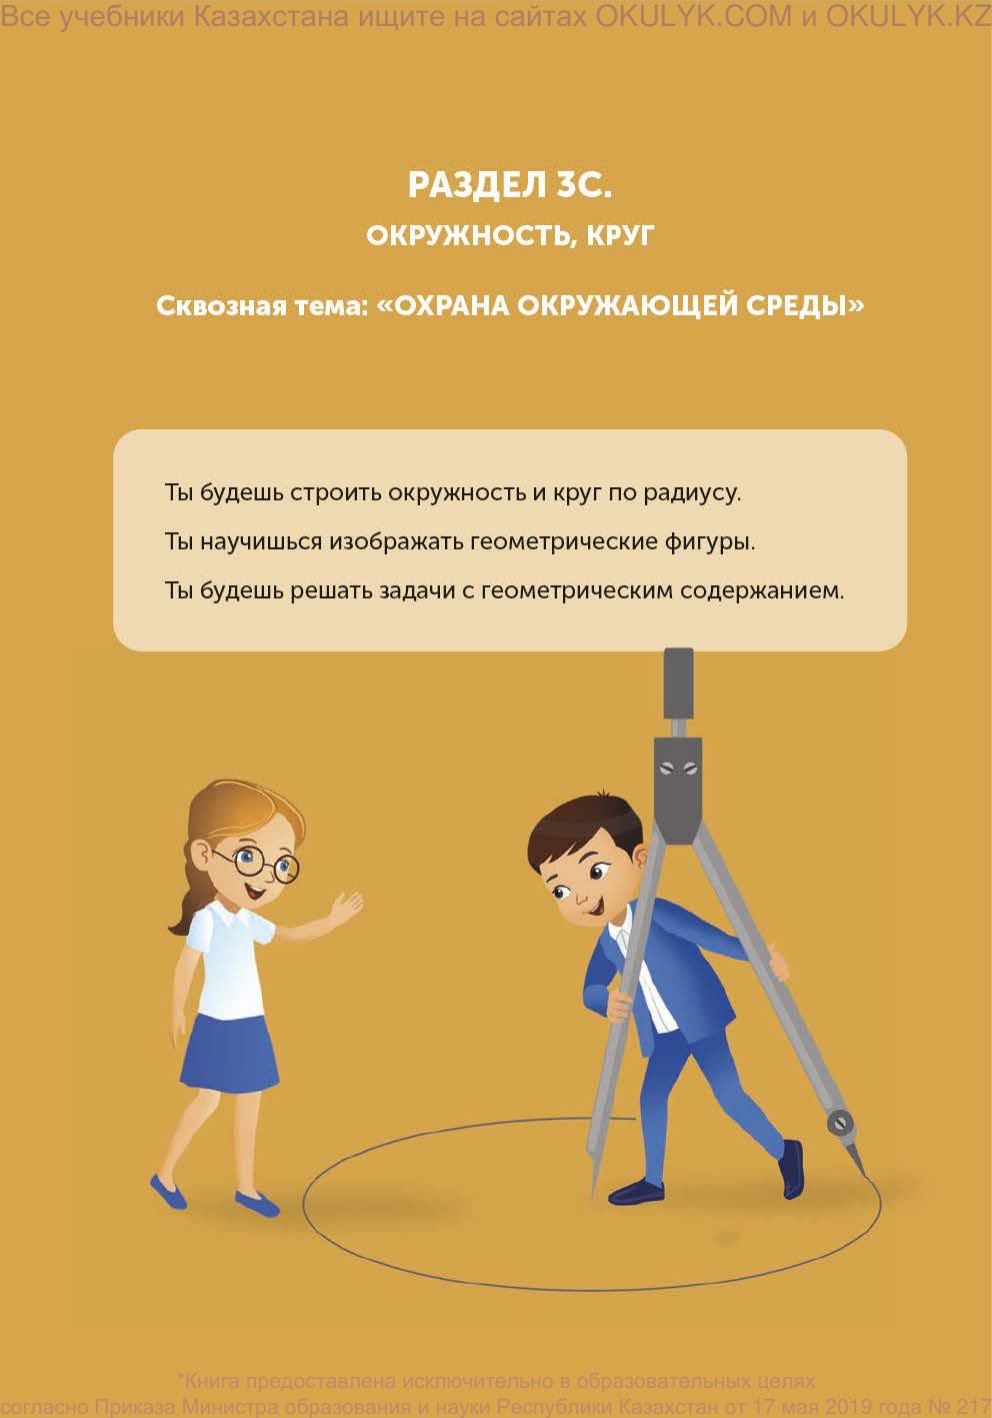 Все учебники Казахстана ищите на сайтах OKULYK.COM и OKULYK.KZ
РАЗДЕЛ 3С.
ОКРУЖНОСТЬ, КРУГ
Сквозная тема: «ОХРАНА ОКРУЖАЮЩЕЙ СРЕДЫ»
Ты будешь строить окружность и круг по радиусу.
Ты научишься изображать геометрические фигуры.
Ты будешь решать задачи с геометрическим содержанием.
*Книга предоставлена исключительно в образовательных целях
согласно Приказа Министра образования и науки Республики Казахстан от 17 мая 2019 года № 217